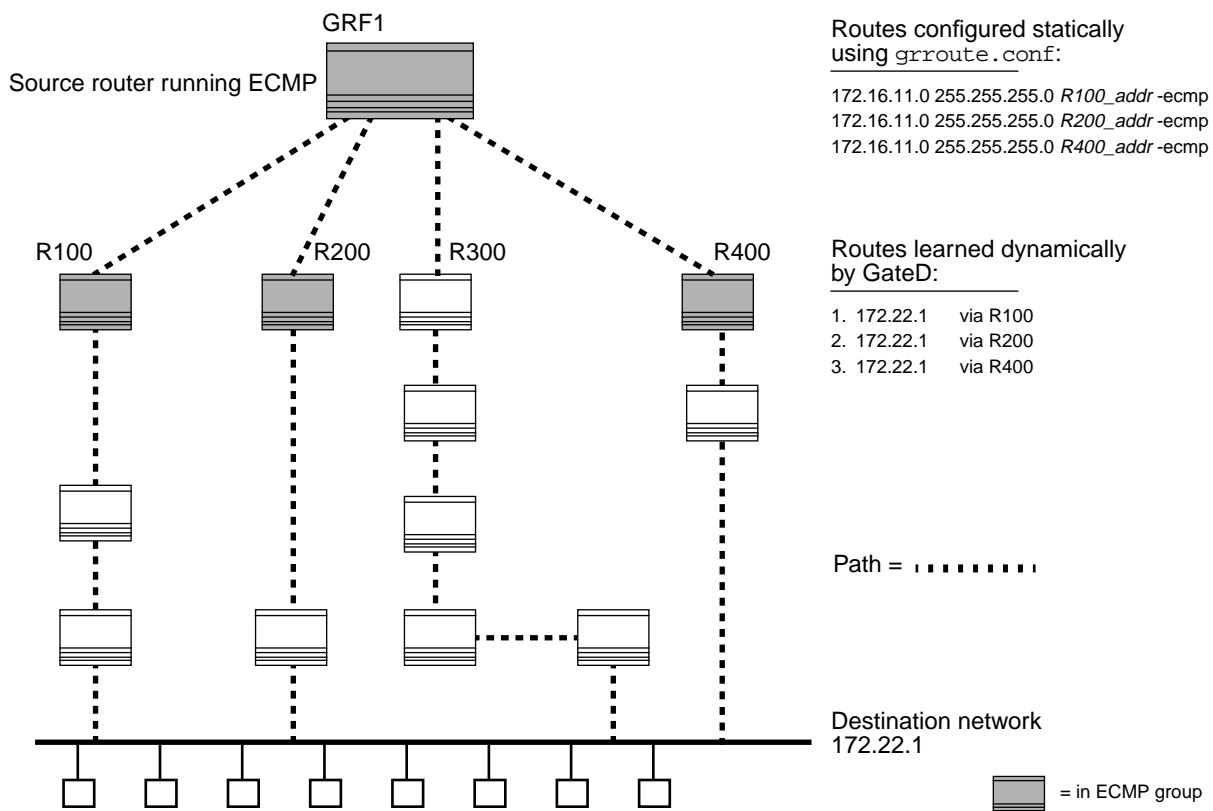 GRF1
Source router running ECMP
Routes configured statically
using grroute.conf:
172.16.11.0 255.255.255.0 R100_addr -ecmp
172.16.11.0 255.255.255.0 R200_addr -ecmp
172.16.11.0 255.255.255.0 R400_addr -ecmp
R100
R200
R300
R400
Routes learned dynamically
by GateD:
1. 172.22.1 via R100
2. 172.22.1 via R200
3. 172.22.1 via R400
Path =
Destination network
172.22.1
= in ECMP group